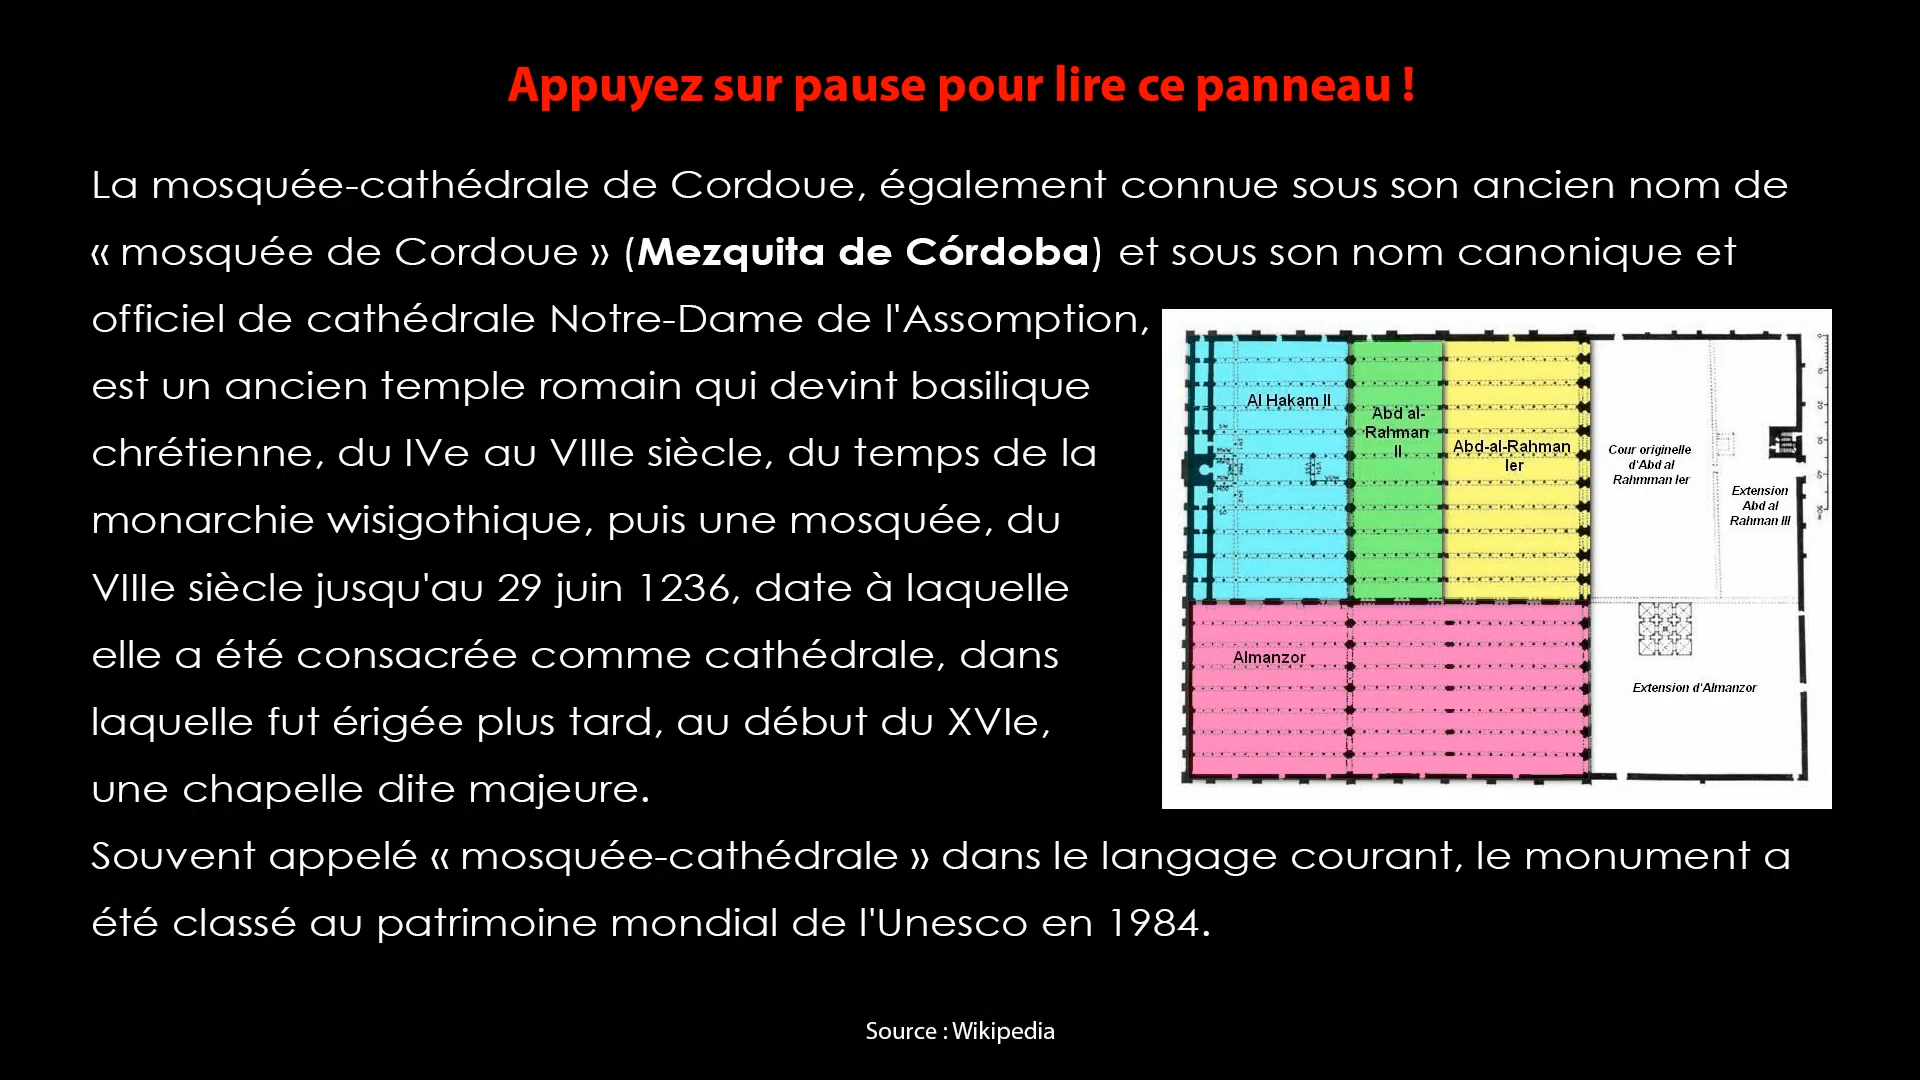 Appuyez sur pause pour lire ce panneau !
La mosquée-cathédrale de Cordoue, également connue sous son ancien nom de
« mosquée de Cordoue » (Mezquita de Córdoba) et sous son nom canonique et
officiel de cathédrale Notre-Dame de l'Assomption,
est un ancien temple romain qui devint basilique
chrétienne, du IVe au VIIIe siècle, du temps de la
monarchie wisigothique, puis une mosquée, du
VIIIe siècle jusqu'au 29 juin 1236, date à laquelle
elle a été consacrée comme cathédrale, dans
laquelle fut érigée plus tard, au début du XVIe,
une chapelle dite majeure.
Souvent appelé « mosquée-cathédrale » dans le langage courant, le monument a
été classé au patrimoine mondial de l'Unesco en 1984.
Al Hakam II
Abd al-
Rahman
II
Abd-al-Rahman
Ier
Cour originelle
d'Abd al
Rahmman Ier
Extension
Abd al
Rahman III
Almanzor
Extension d'Almanzor
Source : Wikipedia